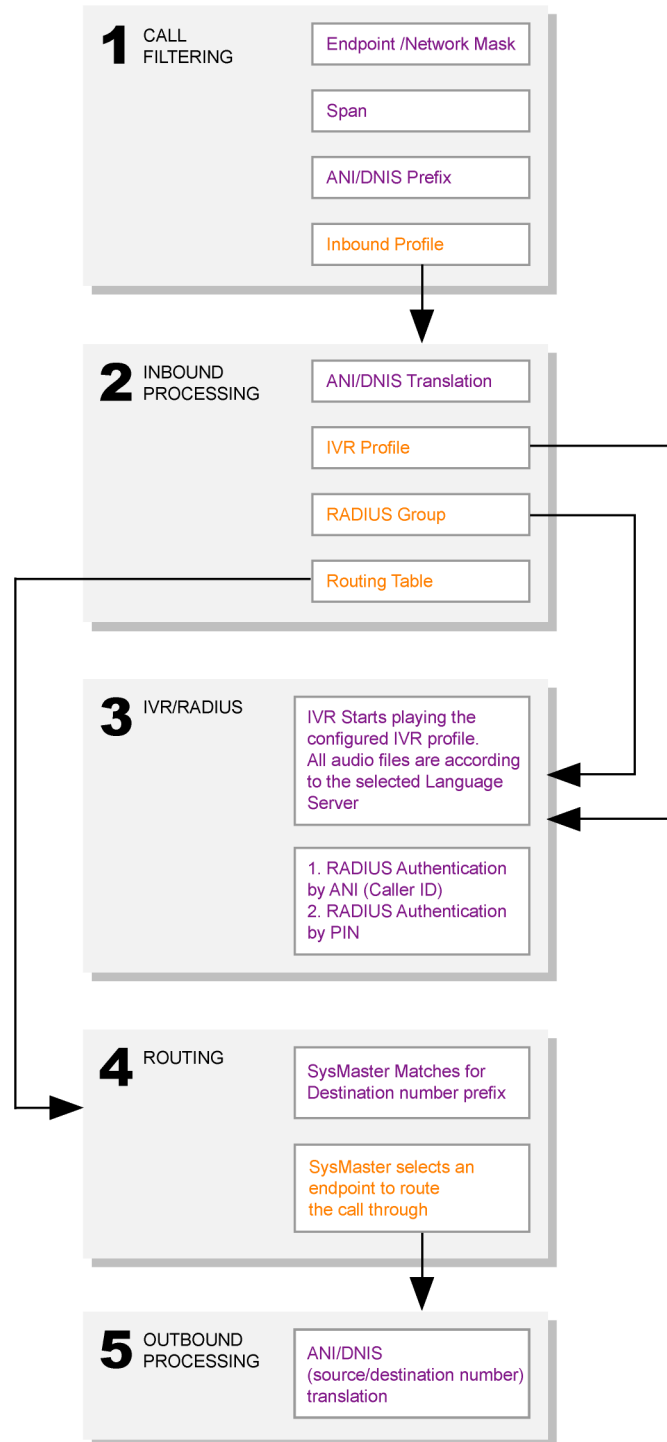 1 CALL
FILTERING
Endpoint /Network Mask
Span
ANI/DNIS Prefix
Inbound Profile
2 INBOUND
PROCESSING
ANI/DNIS Translation
IVR Profile
RADIUS Group
Routing Table
3 IVR/RADIUS
IVR Starts playing the
configured IVR profile.
All audio files are according
to the selected Language
Server
1. RADIUS Authentication
by ANI (Caller ID)
2. RADIUS Authentication
by PIN
4 ROUTING
SysMaster Matches for
Destination number prefix
SysMaster selects an
endpoint to route
the call through
5 OUTBOUND
PROCESSING
ANI/DNIS
(source/destination number)
translation